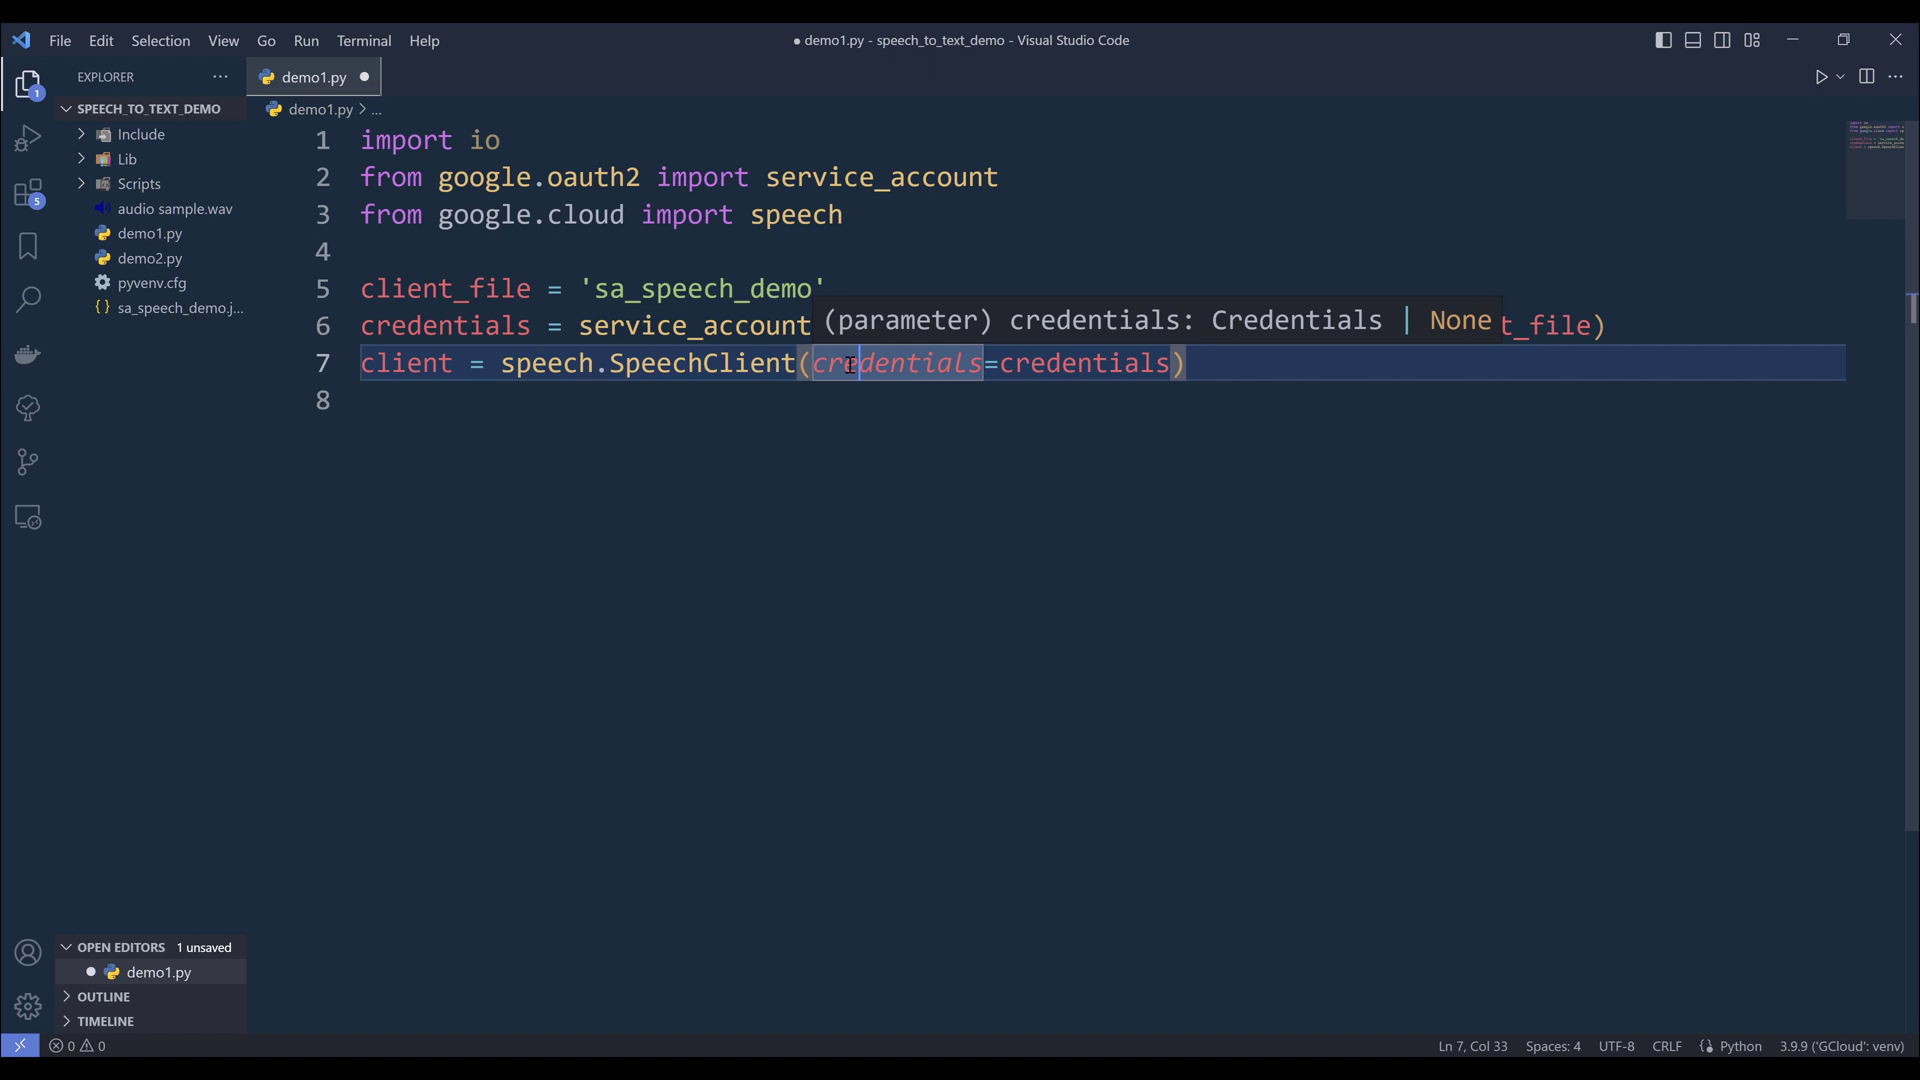 File Edit Selection View Go Run Terminal Help
● demo1.py - speech_to_text_demo - Visual Studio Code
EXPLORER ···
1
demo1.py ●
SPEECH_TO_TEXT_DEMO
demo1.py > ...
Include
Lib
Scripts
5
audio sample.wav
demo1.py
demo2.py
pyvenv.cfg
sa_speech_demo.j...
1 import io
2 from google.oauth2 import service_account
3 from google.cloud import speech
4
5 client_file = 'sa_speech_demo'
6 credentials = service_account t_file)
(parameter) credentials: Credentials | None
7 client = speech.SpeechClient(credentials=credentials)
8
OPEN EDITORS 1 unsaved
● demo1.py
OUTLINE
TIMELINE
0 0
Ln 7, Col 33 Spaces: 4 UTF-8 CRLF Python 3.9.9 ('GCloud': venv)